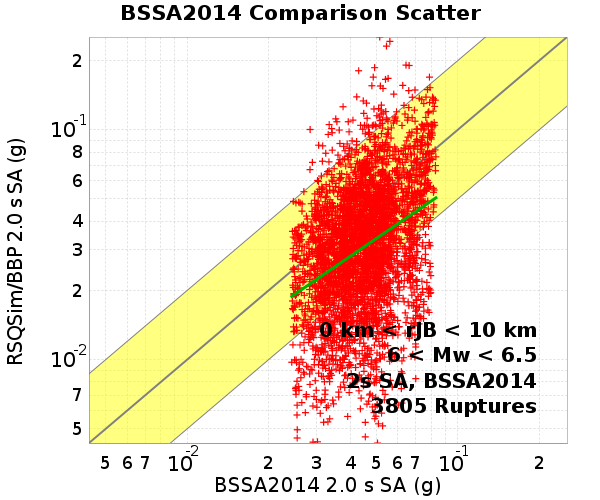 BSSA2014 Comparison Scatter
RSQSim/BBP 2.0 s SA (g)
2
10-1
8
6
4
3
2
10-2
7
5
0 km < rJB < 10 km
6 < Mw < 6.5
2s SA, BSSA2014
3805 Ruptures
5 6 7 10-2 2 3 4 5 6 7 10-1 2
BSSA2014 2.0 s SA (g)